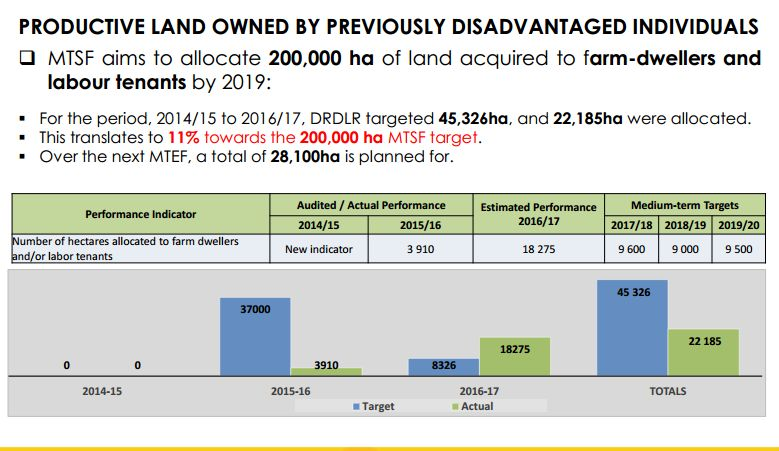 PRODUCTIVE LAND OWNED BY PREVIOUSLY DISADVANTAGED INDIVIDUALS
❑ MTSF aims to allocate 200,000 ha of land acquired to farm-dwellers and
labour tenants by 2019:
▪ For the period, 2014/15 to 2016/17, DRDLR targeted 45,326ha, and 22,185ha were allocated.
▪ This translates to 11% towards the 200,000 ha MTSF target.
▪ Over the next MTEF, a total of 28,100ha is planned for.
Performance Indicator
Audited / Actual Performance
Estimated Performance
2016/17
Medium-term Targets
2014/15 2015/16 2017/18 2018/19 2019/20
Number of hectares allocated to farm dwellers
and/or labor tenants
New indicator 3 910 18 275 9 600 9 000 9 500
0 0 37000 3910 8326 18275 45 326 22 185
2014-15 2015-16 2016-17 TOTALS
Target Actual